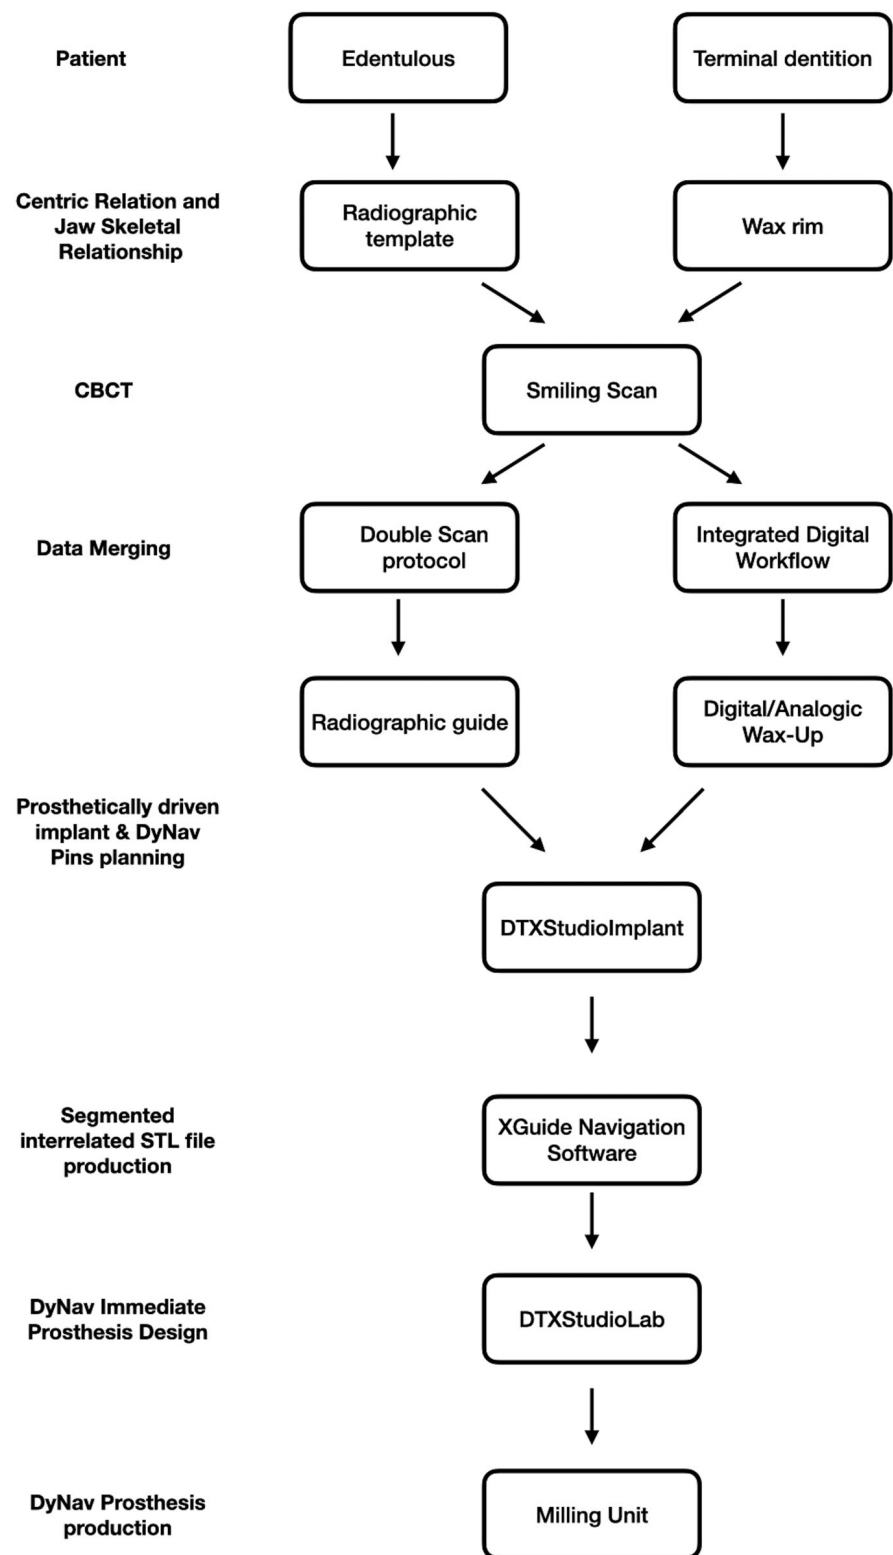 Patient
Edentulous
Terminal dentition
Centric Relation and
Jaw Skeletal
Relationship
Radiographic
template
Wax rim
CBCT
Smiling Scan
Data Merging
Double Scan
protocol
Integrated Digital
Workflow
Radiographic guide
Digital/Analogic
Wax-Up
Prosthetically driven
implant & DyNav
Pins planning
DTXStudioImplant
Segmented
interrelated STL file
production
XGuide Navigation
Software
DyNav Immediate
Prosthesis Design
DTXStudioLab
DyNav Prosthesis
production
Milling Unit